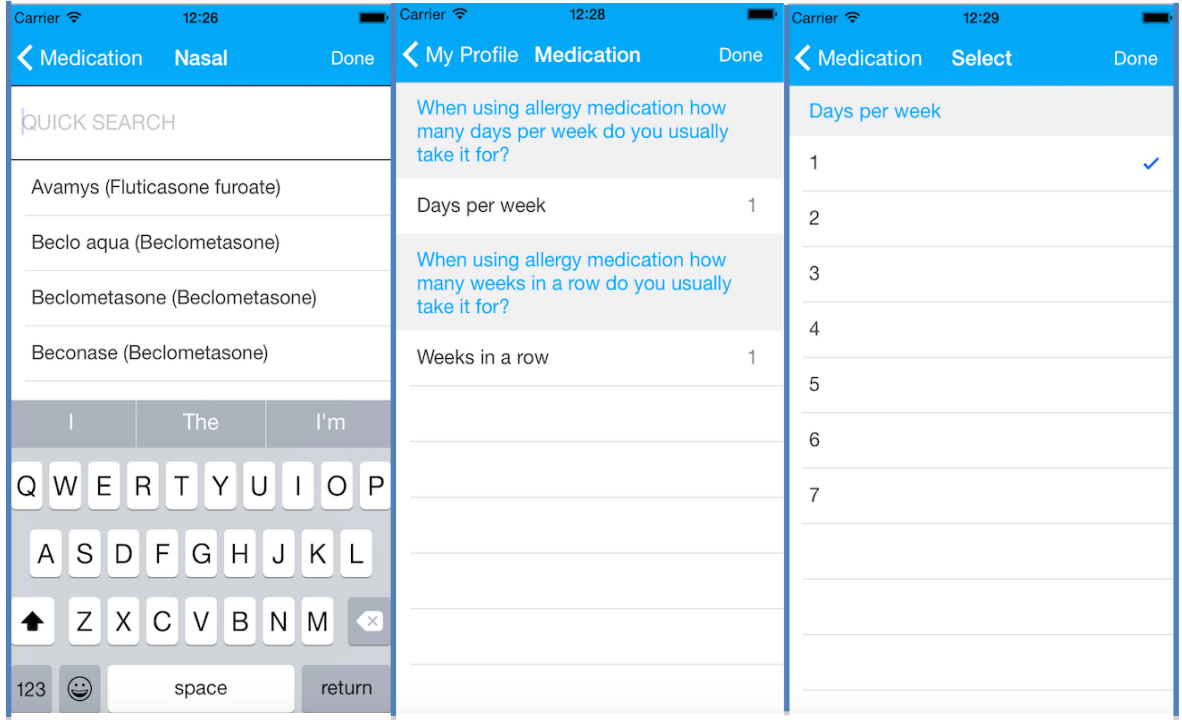 Carrier 12:26
Medication Nasal Done
QUICK SEARCH
Avamys (Fluticasone furoate)
Beclo aqua (Beclometasone)
Beclometasone (Beclometasone)
Beconase (Beclometasone)
I The I'm
Q W E R T Y U I O P
A S D F G H J K L
Z X C V B N M
123 space return
Carrier 12:28
My Profile Medication Done
When using allergy medication how
many days per week do you usually
take it for?
Days per week 1
When using allergy medication how
many weeks in a row do you usually
take it for?
Weeks in a row 1
Carrier 12:29
Medication Select Done
Days per week
1
2
3
4
5
6
7